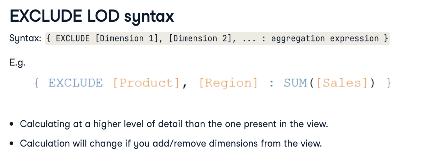 EXCLUDE LOD syntax
Syntax: { EXCLUDE [Dimension 1], [Dimension 2], ... : aggregation expression }
E.g.
{ EXCLUDE [Product], [Region] : SUM([Sales]) }
• Calculating at a higher level of detail than the one present in the view.
• Calculation will change if you add/remove dimensions from the view.